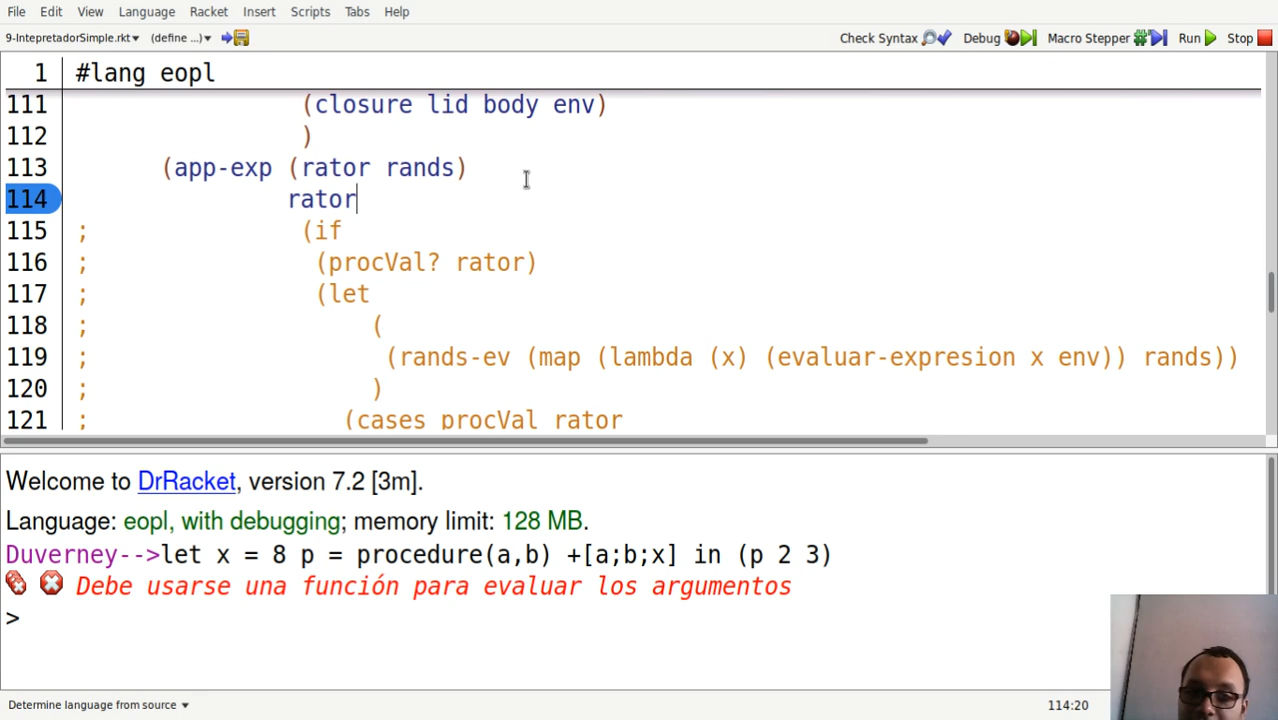 File Edit View Language Racket Insert Scripts Tabs Help
9-IntepretadorSimple.rkt▾ (define ...)▾ Check Syntax Debug Macro Stepper Run Stop
1 #lang eopl
111 (closure lid body env)
112 )
113 (app-exp (rator rands)
114 rator
115 ; (if
116 ; (procVal? rator)
117 ; (let
118 ; (
119 ; (rands-ev (map (lambda (x) (evaluar-expresion x env)) rands))
120 ; )
121 ; (cases procVal rator
Welcome to DrRacket, version 7.2 [3m].
Language: eopl, with debugging; memory limit: 128 MB.
Duverney-->let x = 8 p = procedure(a,b) +[a;b;x] in (p 2 3)
Debe usarse una función para evaluar los argumentos
>
Determine language from source ▾ 114:20